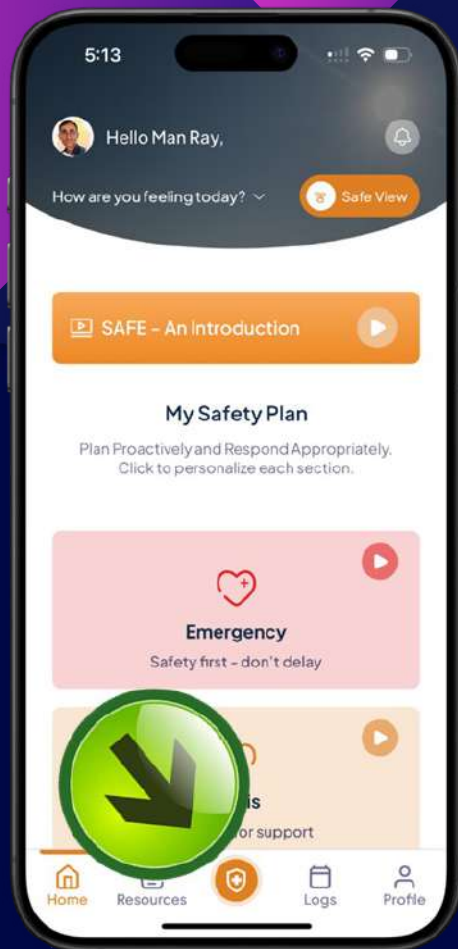 5:13
Hello Man Ray,
How are you feeling today?
Safe View
SAFE – An Introduction
My Safety Plan
Plan Proactively and Respond Appropriately.
Click to personalize each section.
Emergency
Safety first – don't delay
support
Home
Resources
Logs
Profile